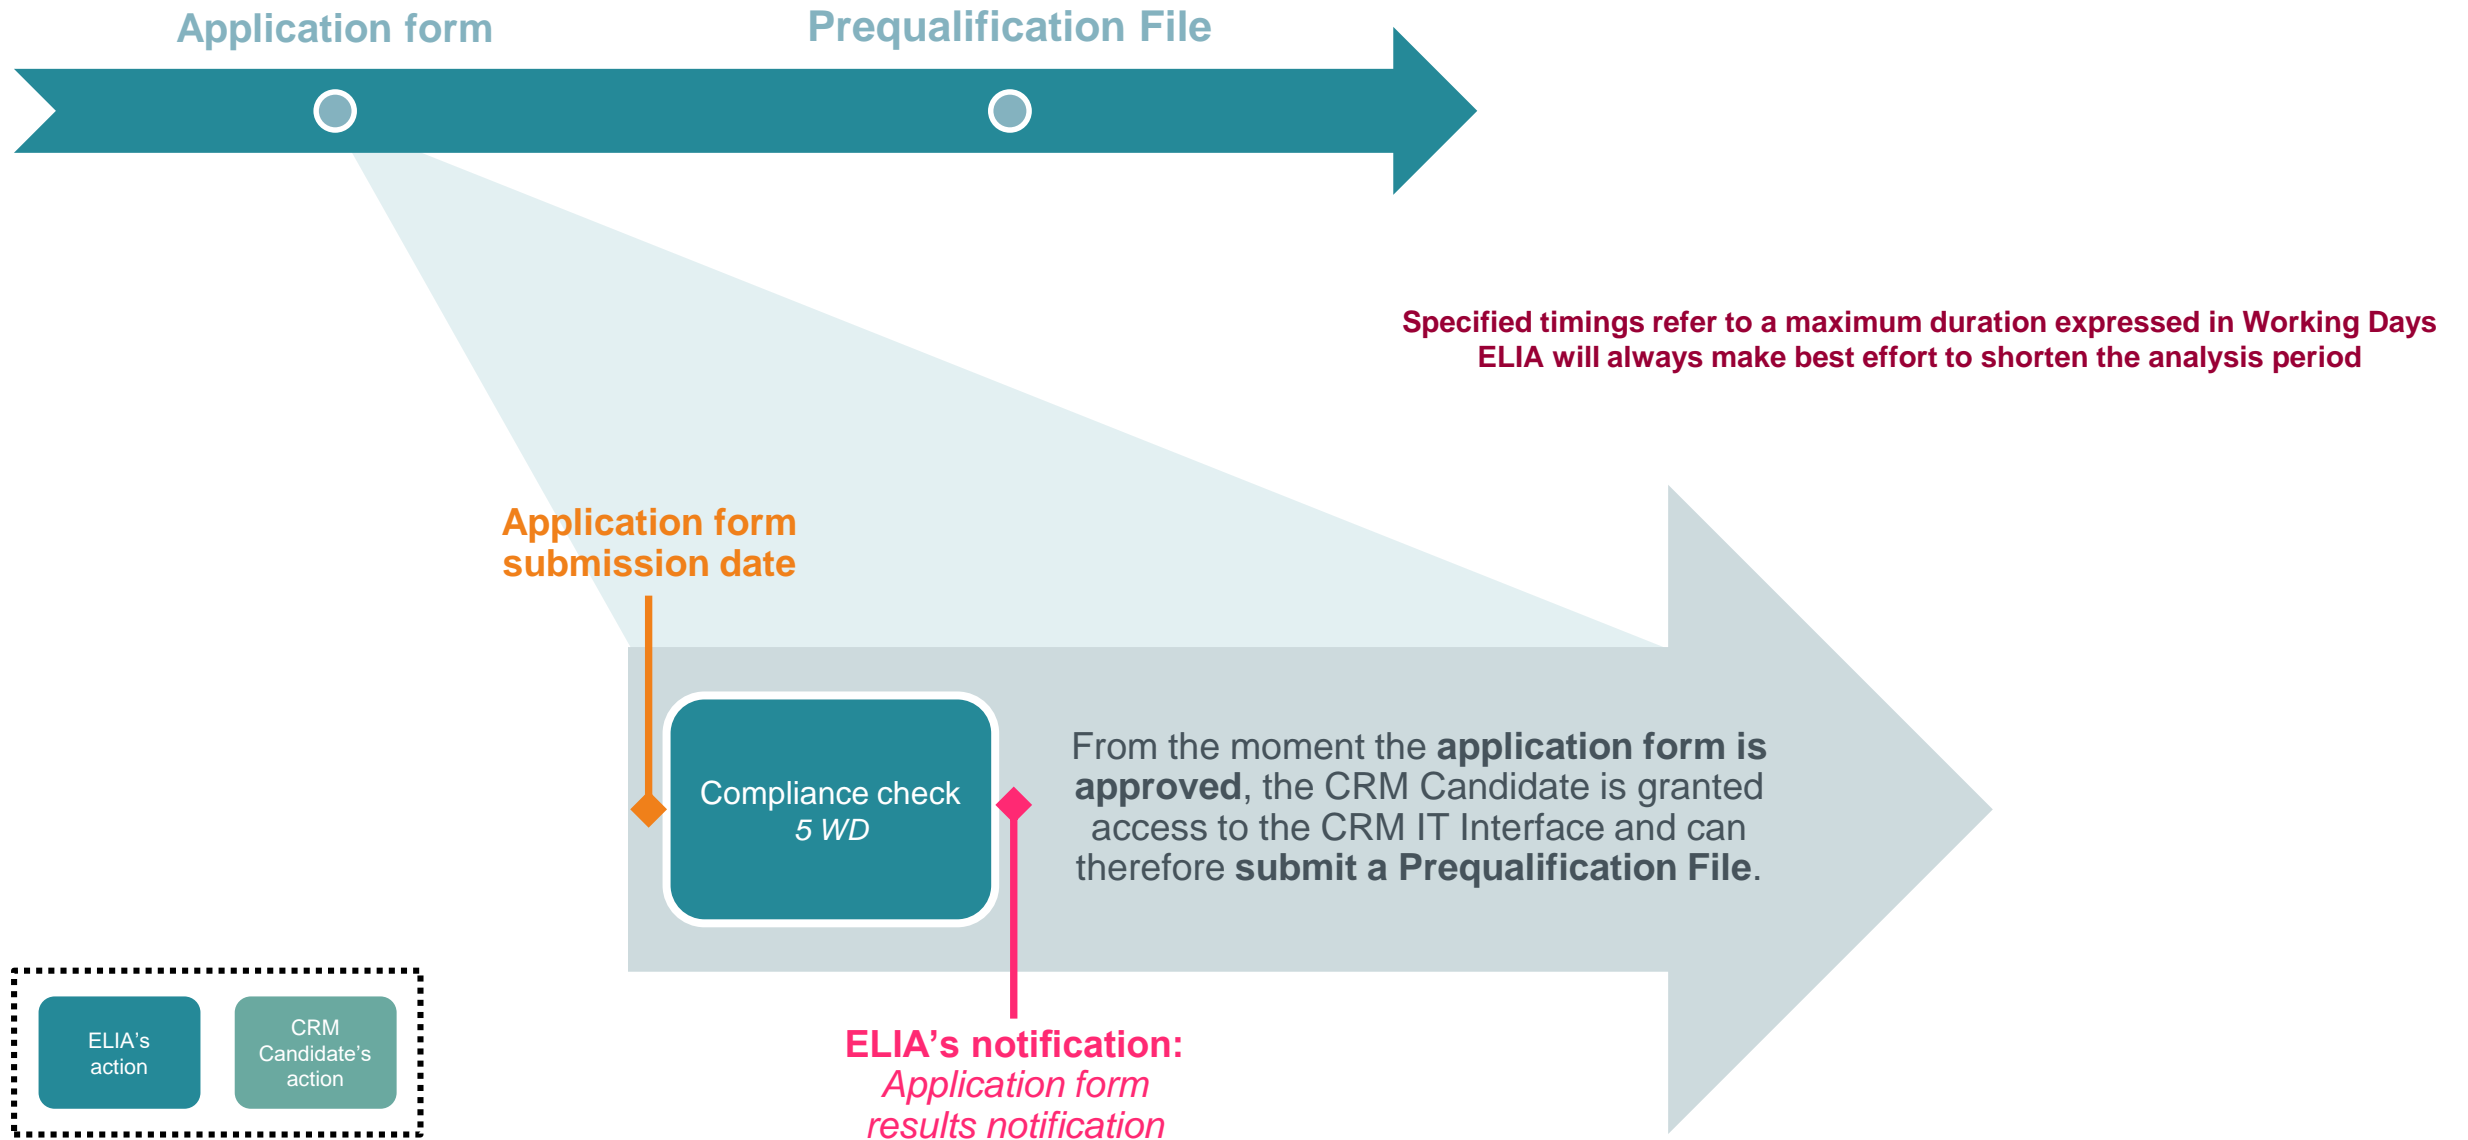 Application form
Prequalification File
Specified timings refer to a maximum duration expressed in Working Days
ELIA will always make best effort to shorten the analysis period
Application form
submission date
Compliance check
5 WD
From the moment the application form is
approved, the CRM Candidate is granted
access to the CRM IT Interface and can
therefore submit a Prequalification File.
ELIA’s notification:
Application form
results notification
ELIA’s
action
CRM
Candidate’s
action